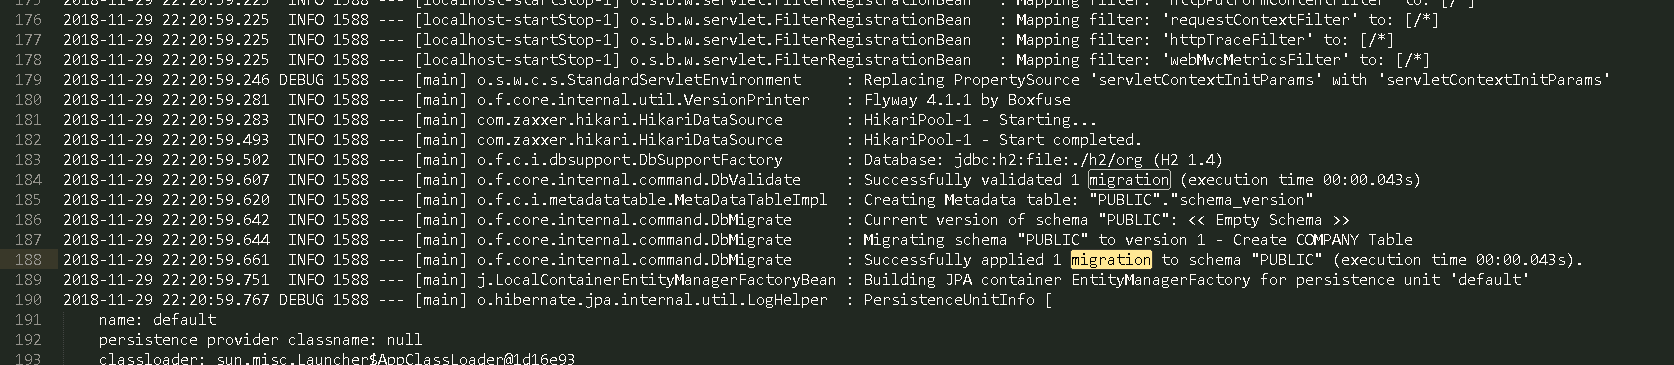 175 2018-11-29 22:20:59.225 INFO 1588 --- [localhost-startStop-1] o.s.b.w.servlet.FilterRegistrationBean : Mapping filter: 'httpPutFormContentFilter' to: [/*]
176 2018-11-29 22:20:59.225 INFO 1588 --- [localhost-startStop-1] o.s.b.w.servlet.FilterRegistrationBean : Mapping filter: 'requestContextFilter' to: [/*]
177 2018-11-29 22:20:59.225 INFO 1588 --- [localhost-startStop-1] o.s.b.w.servlet.FilterRegistrationBean : Mapping filter: 'httpTraceFilter' to: [/*]
178 2018-11-29 22:20:59.225 INFO 1588 --- [localhost-startStop-1] o.s.b.w.servlet.FilterRegistrationBean : Mapping filter: 'webMvcMetricsFilter' to: [/*]
179 2018-11-29 22:20:59.246 DEBUG 1588 --- [main] o.s.w.c.s.StandardServletEnvironment : Replacing PropertySource 'servletContextInitParams' with 'servletContextInitParams'
180 2018-11-29 22:20:59.281 INFO 1588 --- [main] o.f.core.internal.util.VersionPrinter : Flyway 4.1.1 by Boxfuse
181 2018-11-29 22:20:59.283 INFO 1588 --- [main] com.zaxxer.hikari.HikariDataSource : HikariPool-1 - Starting...
182 2018-11-29 22:20:59.493 INFO 1588 --- [main] com.zaxxer.hikari.HikariDataSource : HikariPool-1 - Start completed.
183 2018-11-29 22:20:59.502 INFO 1588 --- [main] o.f.c.i.dbsupport.DbSupportFactory : Database: jdbc:h2:file:./h2/org (H2 1.4)
184 2018-11-29 22:20:59.607 INFO 1588 --- [main] o.f.core.internal.command.DbValidate : Successfully validated 1 migration (execution time 00:00.043s)
185 2018-11-29 22:20:59.620 INFO 1588 --- [main] o.f.c.i.metadatatable.MetaDataTableImpl : Creating Metadata table: "PUBLIC"."schema_version"
186 2018-11-29 22:20:59.642 INFO 1588 --- [main] o.f.core.internal.command.DbMigrate : Current version of schema "PUBLIC": << Empty Schema >>
187 2018-11-29 22:20:59.644 INFO 1588 --- [main] o.f.core.internal.command.DbMigrate : Migrating schema "PUBLIC" to version 1 - Create COMPANY Table
188 2018-11-29 22:20:59.661 INFO 1588 --- [main] o.f.core.internal.command.DbMigrate : Successfully applied 1 migration to schema "PUBLIC" (execution time 00:00.043s).
189 2018-11-29 22:20:59.751 INFO 1588 --- [main] j.LocalContainerEntityManagerFactoryBean : Building JPA container EntityManagerFactory for persistence unit 'default'
190 2018-11-29 22:20:59.767 DEBUG 1588 --- [main] o.hibernate.jpa.internal.util.LogHelper : PersistenceUnitInfo [
191 name: default
192 persistence provider classname: null
193 classloader: sun.misc.Launcher$AppClassLoader@1d16e93